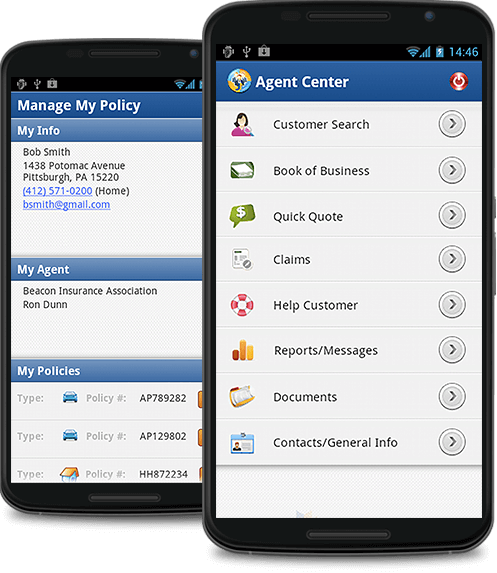 Manage My Policy
My Info
Bob Smith
1438 Potomac Avenue
Pittsburgh, PA 15220
(412) 571-0200 (Home)
bsmith@gmail.com
My Agent
Beacon Insurance Association
Ron Dunn
My Policies
Type: Policy #: AP789282
Type: Policy #: AP129802
Type: Policy #: HH872234
14:46
Agent Center
Customer Search
Book of Business
Quick Quote
Claims
Help Customer
Reports/Messages
Documents
Contacts/General Info